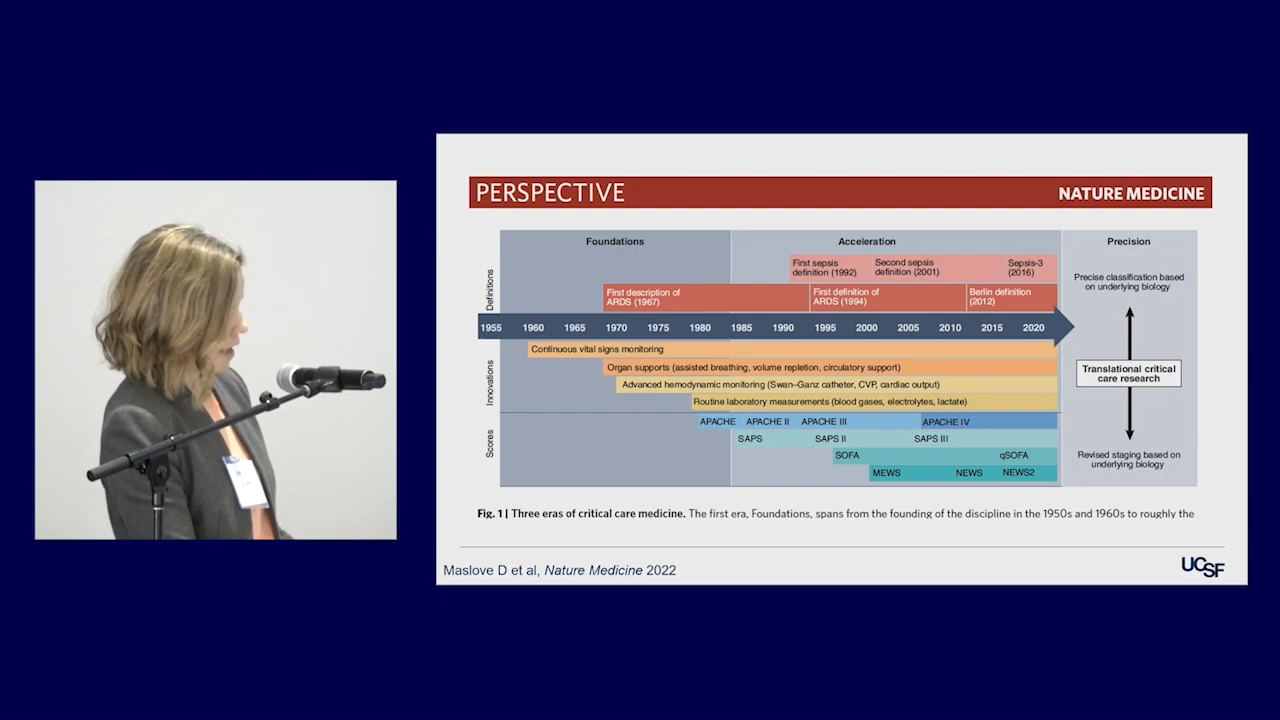 PERSPECTIVE
NATURE MEDICINE
Foundations
Acceleration
Precision
Definitions
First sepsis
definition (1992)
Second sepsis
definition (2001)
Sepsis-3
(2016)
First description of
ARDS (1967)
First definition of
ARDS (1994)
Berlin definition
(2012)
1955 1960 1965 1970 1975 1980 1985 1990 1995 2000 2005 2010 2015 2020
Innovations
Continuous vital signs monitoring
Organ supports (assisted breathing, volume repletion, circulatory support)
Advanced hemodynamic monitoring (Swan–Ganz catheter, CVP, cardiac output)
Routine laboratory measurements (blood gases, electrolytes, lactate)
Scores
APACHE APACHE II APACHE III APACHE IV
SAPS SAPS II SAPS III
SOFA qSOFA
MEWS NEWS NEWS2
Precise classification based
on underlying biology
Translational critical
care research
Revised staging based on
underlying biology
Fig. 1 | Three eras of critical care medicine. The first era, Foundations, spans from the founding of the discipline in the 1950s and 1960s to roughly the
Maslove D et al, Nature Medicine 2022
UCSF